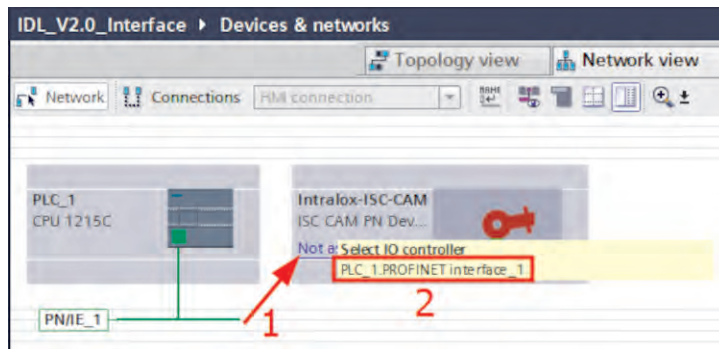 IDL_V2.0_Interface ▸ Devices & networks
Topology view Network view
Network Connections HMI connection
PLC_1
CPU 1215C
Intralox-ISC-CAM
ISC CAM PN Dev...
Not as Select IO controller
PLC_1.PROFINET interface_1
1
2
PN/IE_1